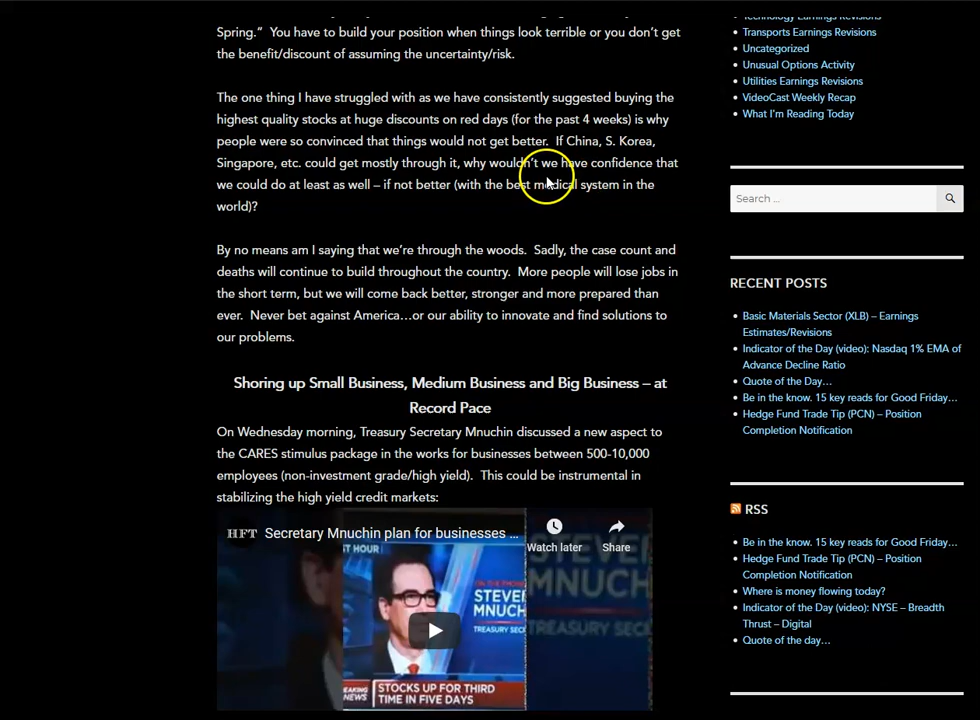 Spring.”  You have to build your position when things look terrible or you don’t get
the benefit/discount of assuming the uncertainty/risk.
The one thing I have struggled with as we have consistently suggested buying the
highest quality stocks at huge discounts on red days (for the past 4 weeks) is why
people were so convinced that things would not get better.  If China, S. Korea,
Singapore, etc. could get mostly through it, why wouldn’t we have confidence that
we could do at least as well – if not better (with the best medical system in the
world)?
By no means am I saying that we’re through the woods.  Sadly, the case count and
deaths will continue to build throughout the country.  More people will lose jobs in
the short term, but we will come back better, stronger and more prepared than
ever.  Never bet against America…or our ability to innovate and find solutions to
our problems.
Shoring up Small Business, Medium Business and Big Business – at
Record Pace
On Wednesday morning, Treasury Secretary Mnuchin discussed a new aspect to
the CARES stimulus package in the works for businesses between 500-10,000
employees (non-investment grade/high yield).  This could be instrumental in
stabilizing the high yield credit markets:
HFT Secretary Mnuchin plan for businesses ...
Watch later
Share
ST HOUR
ON THE PHONE
STEVE
MNUCH
TREASURY SEC
STEVE
MNUCH
TREASURY SEC
EAKING
NEWS
STOCKS UP FOR THIRD
TIME IN FIVE DAYS
Technology Earnings Revisions
Transports Earnings Revisions
Uncategorized
Unusual Options Activity
Utilities Earnings Revisions
VideoCast Weekly Recap
What I'm Reading Today
Search …
RECENT POSTS
Basic Materials Sector (XLB) – Earnings
Estimates/Revisions
Indicator of the Day (video): Nasdaq 1% EMA of
Advance Decline Ratio
Quote of the Day…
Be in the know. 15 key reads for Good Friday…
Hedge Fund Trade Tip (PCN) – Position
Completion Notification
RSS
Be in the know. 15 key reads for Good Friday…
Hedge Fund Trade Tip (PCN) – Position
Completion Notification
Where is money flowing today?
Indicator of the Day (video): NYSE – Breadth
Thrust – Digital
Quote of the day…